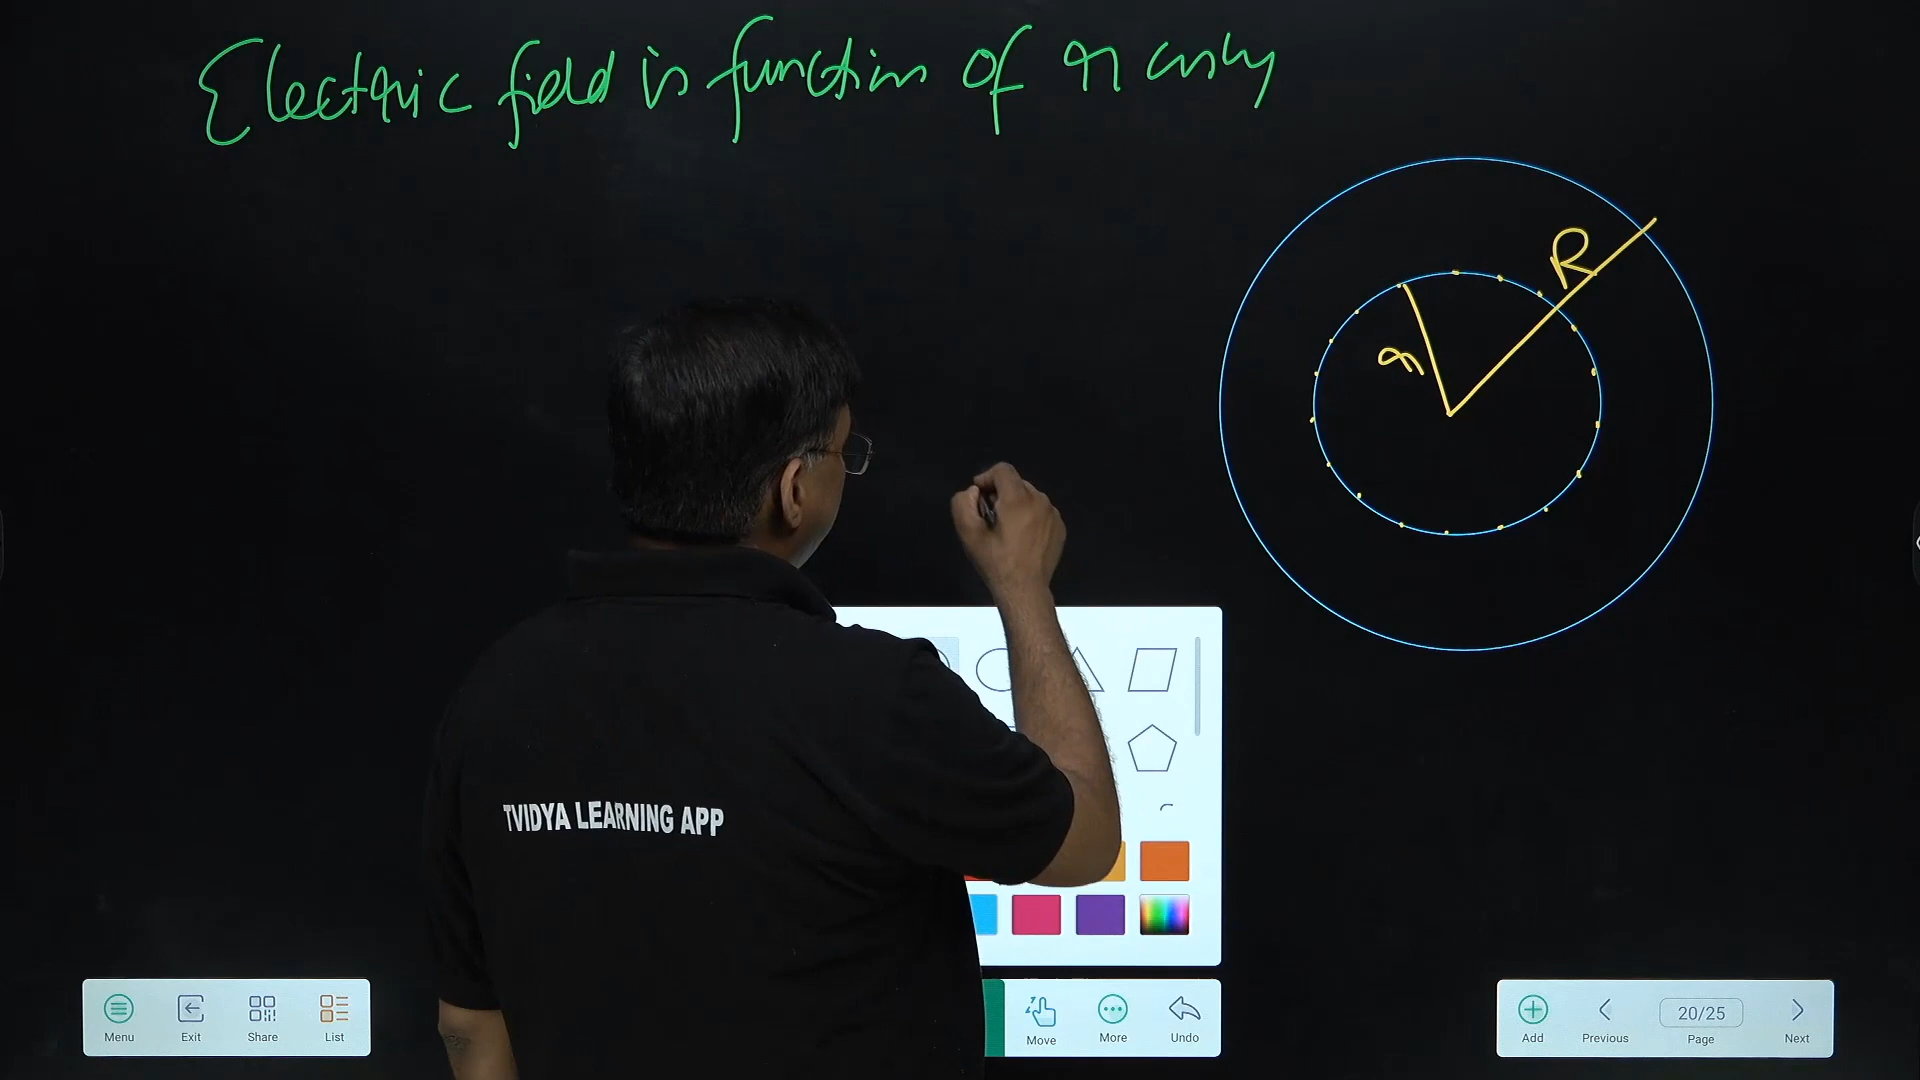 Electric field is function of r only
R
r
TVIDYA LEARNING APP
Menu
Exit
Share
List
Move
More
Undo
Add
Previous
20/25
Page
Next